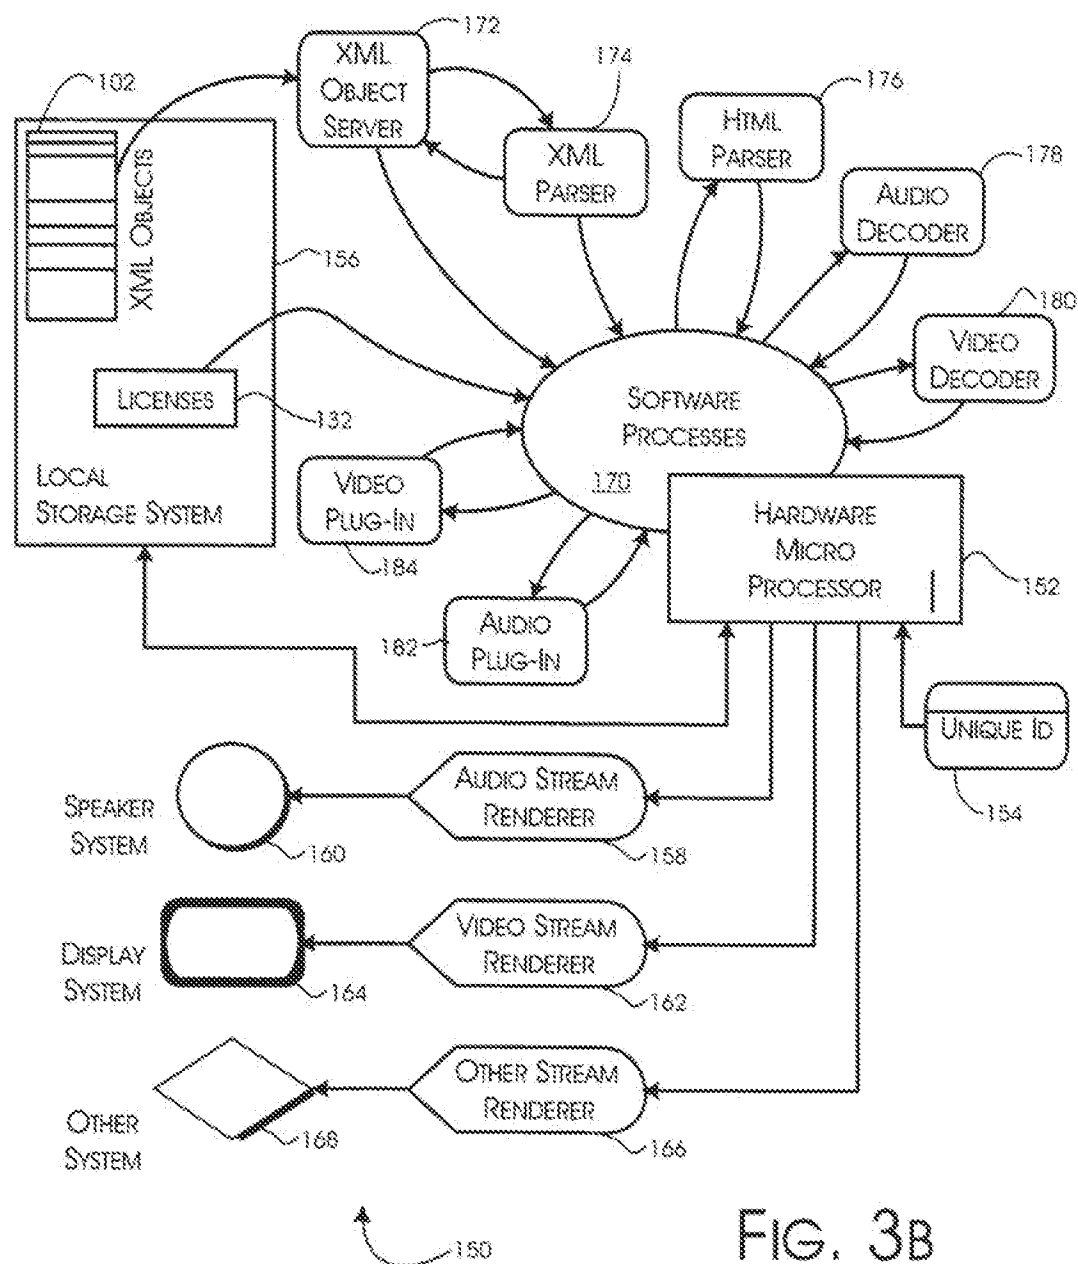 172
XML
OBJECT
SERVER
174
XML
PARSER
176
HTML
PARSER
178
AUDIO
DECODER
180
VIDEO
DECODER
102
XML OBJECTS
156
LICENSES
132
LOCAL
STORAGE SYSTEM
SOFTWARE
PROCESSES
170
VIDEO
PLUG-IN
184
HARDWARE
MICRO
PROCESSOR
152
182
AUDIO
PLUG-IN
UNIQUE ID
154
SPEAKER
SYSTEM
160
AUDIO STREAM
RENDERER
158
DISPLAY
SYSTEM
164
VIDEO STREAM
RENDERER
162
OTHER
SYSTEM
168
OTHER STREAM
RENDERER
166
150
FIG. 3B